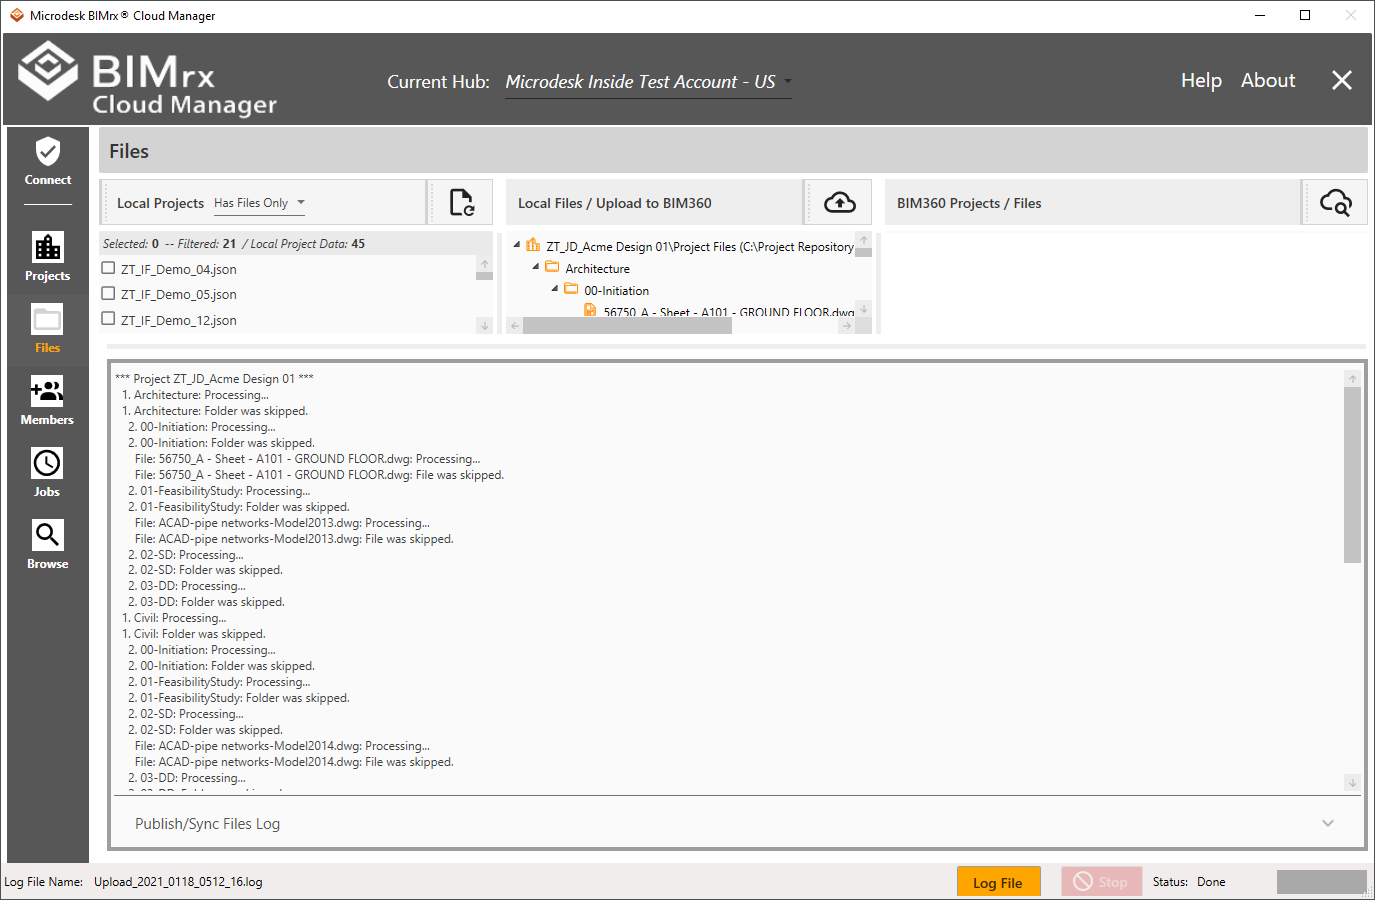 Microdesk BIMrx® Cloud Manager
BIMrx
Cloud Manager
Current Hub: Microdesk Inside Test Account - US
Help About
Connect
Projects
Files
Members
Jobs
Browse
Files
Local Projects Has Files Only
Local Files / Upload to BIM360
BIM360 Projects / Files
Selected: 0 -- Filtered: 21 / Local Project Data: 45
ZT_IF_Demo_04.json
ZT_IF_Demo_05.json
ZT_IF_Demo_12.json
ZT_JD_Acme Design 01\Project Files (C:\Project Repository
Architecture
00-Initiation
56750_A - Sheet - A101 - GROUND FLOOR.dwg
*** Project ZT_JD_Acme Design 01 ***
1. Architecture: Processing...
1. Architecture: Folder was skipped.
2. 00-Initiation: Processing...
2. 00-Initiation: Folder was skipped.
File: 56750_A - Sheet - A101 - GROUND FLOOR.dwg: Processing...
File: 56750_A - Sheet - A101 - GROUND FLOOR.dwg: File was skipped.
2. 01-FeasibilityStudy: Processing...
2. 01-FeasibilityStudy: Folder was skipped.
File: ACAD-pipe networks-Model2013.dwg: Processing...
File: ACAD-pipe networks-Model2013.dwg: File was skipped.
2. 02-SD: Processing...
2. 02-SD: Folder was skipped.
2. 03-DD: Processing...
2. 03-DD: Folder was skipped.
1. Civil: Processing...
1. Civil: Folder was skipped.
2. 00-Initiation: Processing...
2. 00-Initiation: Folder was skipped.
2. 01-FeasibilityStudy: Processing...
2. 01-FeasibilityStudy: Folder was skipped.
2. 02-SD: Processing...
2. 02-SD: Folder was skipped.
File: ACAD-pipe networks-Model2014.dwg: Processing...
File: ACAD-pipe networks-Model2014.dwg: File was skipped.
2. 03-DD: Processing...
Publish/Sync Files Log
Log File Name: Upload_2021_0118_0512_16.log
Log File
Stop
Status: Done